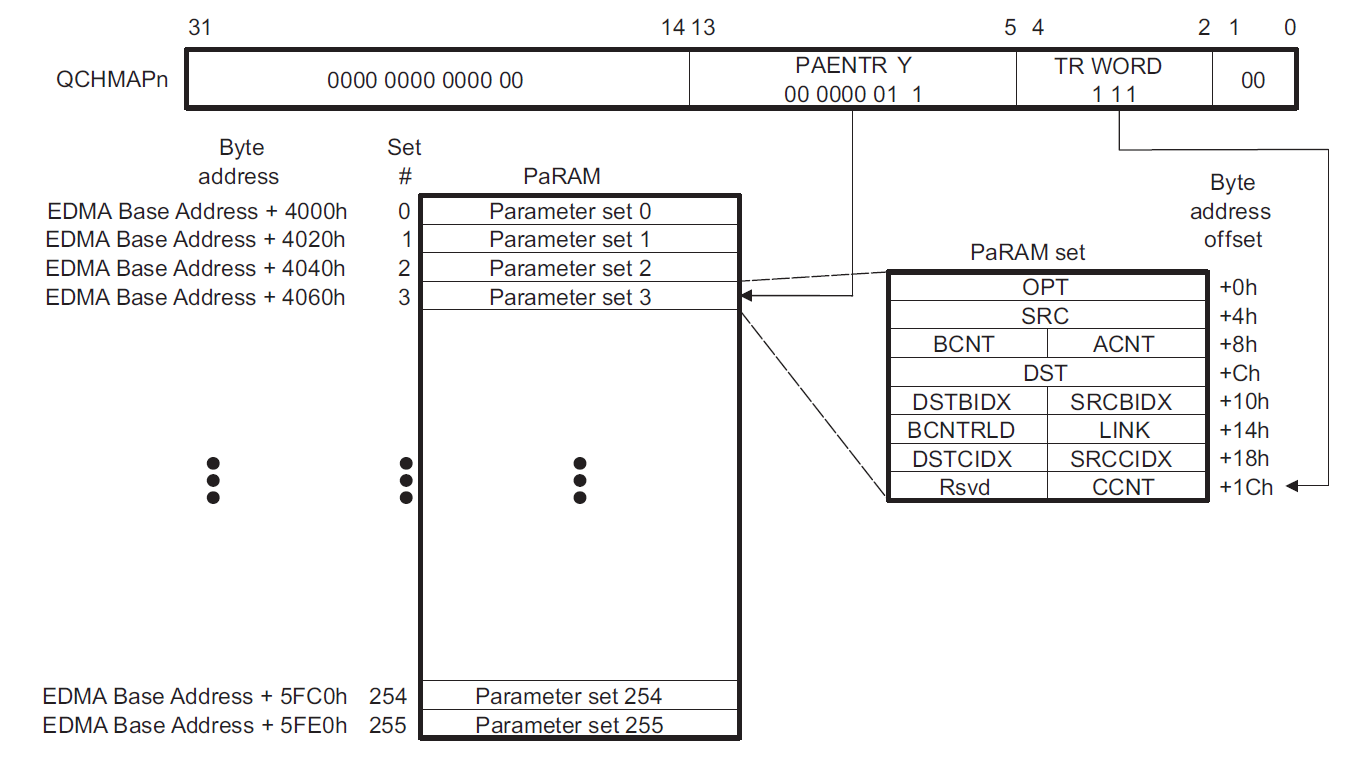 31 14 13 5 4 2 1 0
QCHMAPn 0000 0000 0000 00 PAENTR Y TR WORD 00
00 0000 01 1 1 11
Byte Set
address # PaRAM
EDMA Base Address + 4000h 0 Parameter set 0
EDMA Base Address + 4020h 1 Parameter set 1
EDMA Base Address + 4040h 2 Parameter set 2
EDMA Base Address + 4060h 3 Parameter set 3
EDMA Base Address + 5FC0h 254 Parameter set 254
EDMA Base Address + 5FE0h 255 Parameter set 255
Byte
address
offset
PaRAM set
OPT +0h
SRC +4h
BCNT ACNT +8h
DST +Ch
DSTBIDX SRCBIDX +10h
BCNTRLD LINK +14h
DSTCIDX SRCCIDX +18h
Rsvd CCNT +1Ch